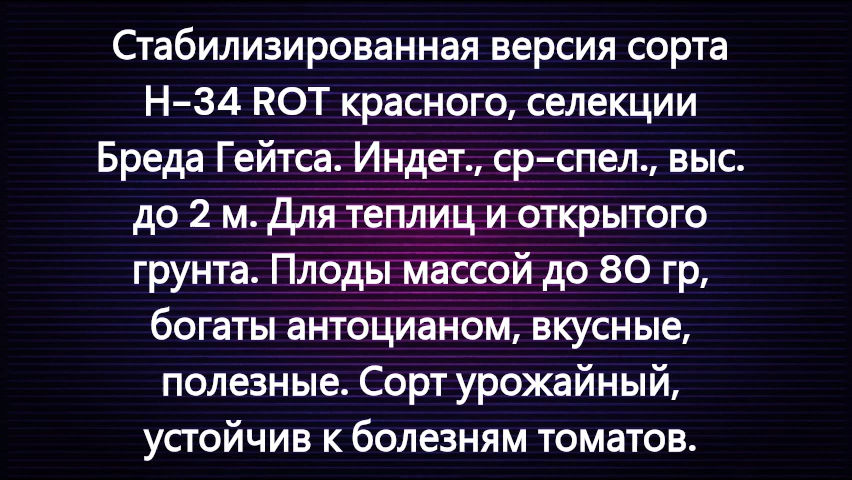 Стабилизированная версия сорта
Н-34 ROT красного, селекции
Бреда Гейтса. Индет., ср-спел., выс.
до 2 м. Для теплиц и открытого
грунта. Плоды массой до 80 гр,
богаты антоцианом, вкусные,
полезные. Сорт урожайный,
устойчив к болезням томатов.